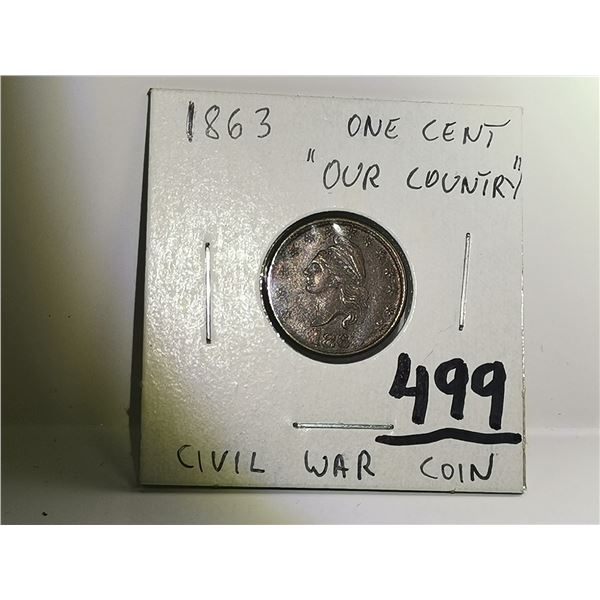 1863 ONE CENT
"OUR COUNTRY"
499
CIVIL WAR COIN